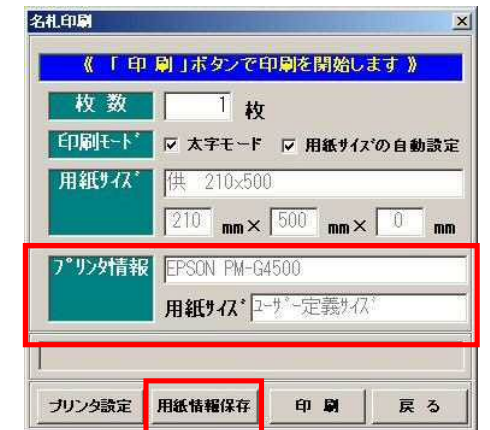 名札印刷
《 「 印 刷 」ボタンで印刷を開始します 》
枚 数 1 枚
印刷ﾓｰﾄﾞ 太字モード 用紙ｻｲｽﾞの自動設定
用紙ｻｲｽﾞ 供 210x500
210 mm× 500 mm× 0 mm
ﾌﾟﾘﾝﾀ情報 EPSON PM-G4500
用紙ｻｲｽﾞ ﾕｰｻﾞｰ定義ｻｲｽﾞ
プリンタ設定 用紙情報保存 印 刷 戻 る